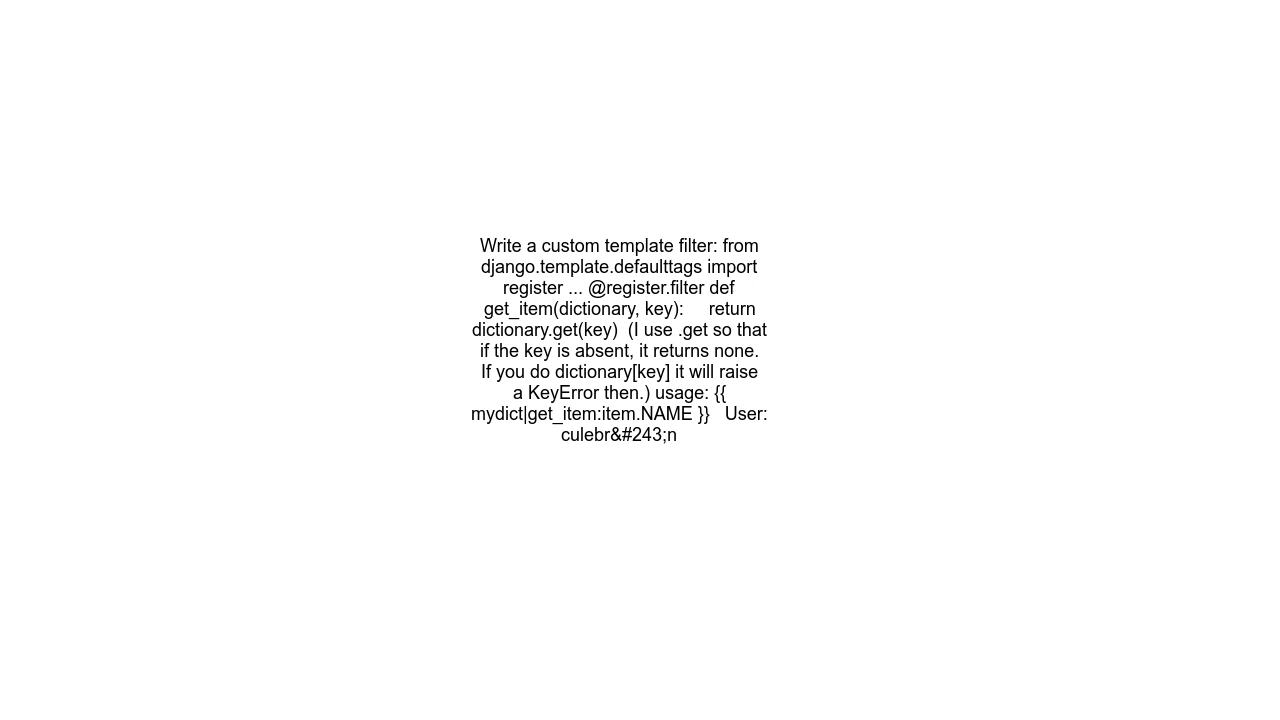 Write a custom template filter: from
django.template.defaulttags import
register ... @register.filter def
get_item(dictionary, key):     return
dictionary.get(key)  (I use .get so that
if the key is absent, it returns none.
If you do dictionary[key] it will raise
a KeyError then.) usage: {{
mydict|get_item:item.NAME }}   User:
culebr&#243;n